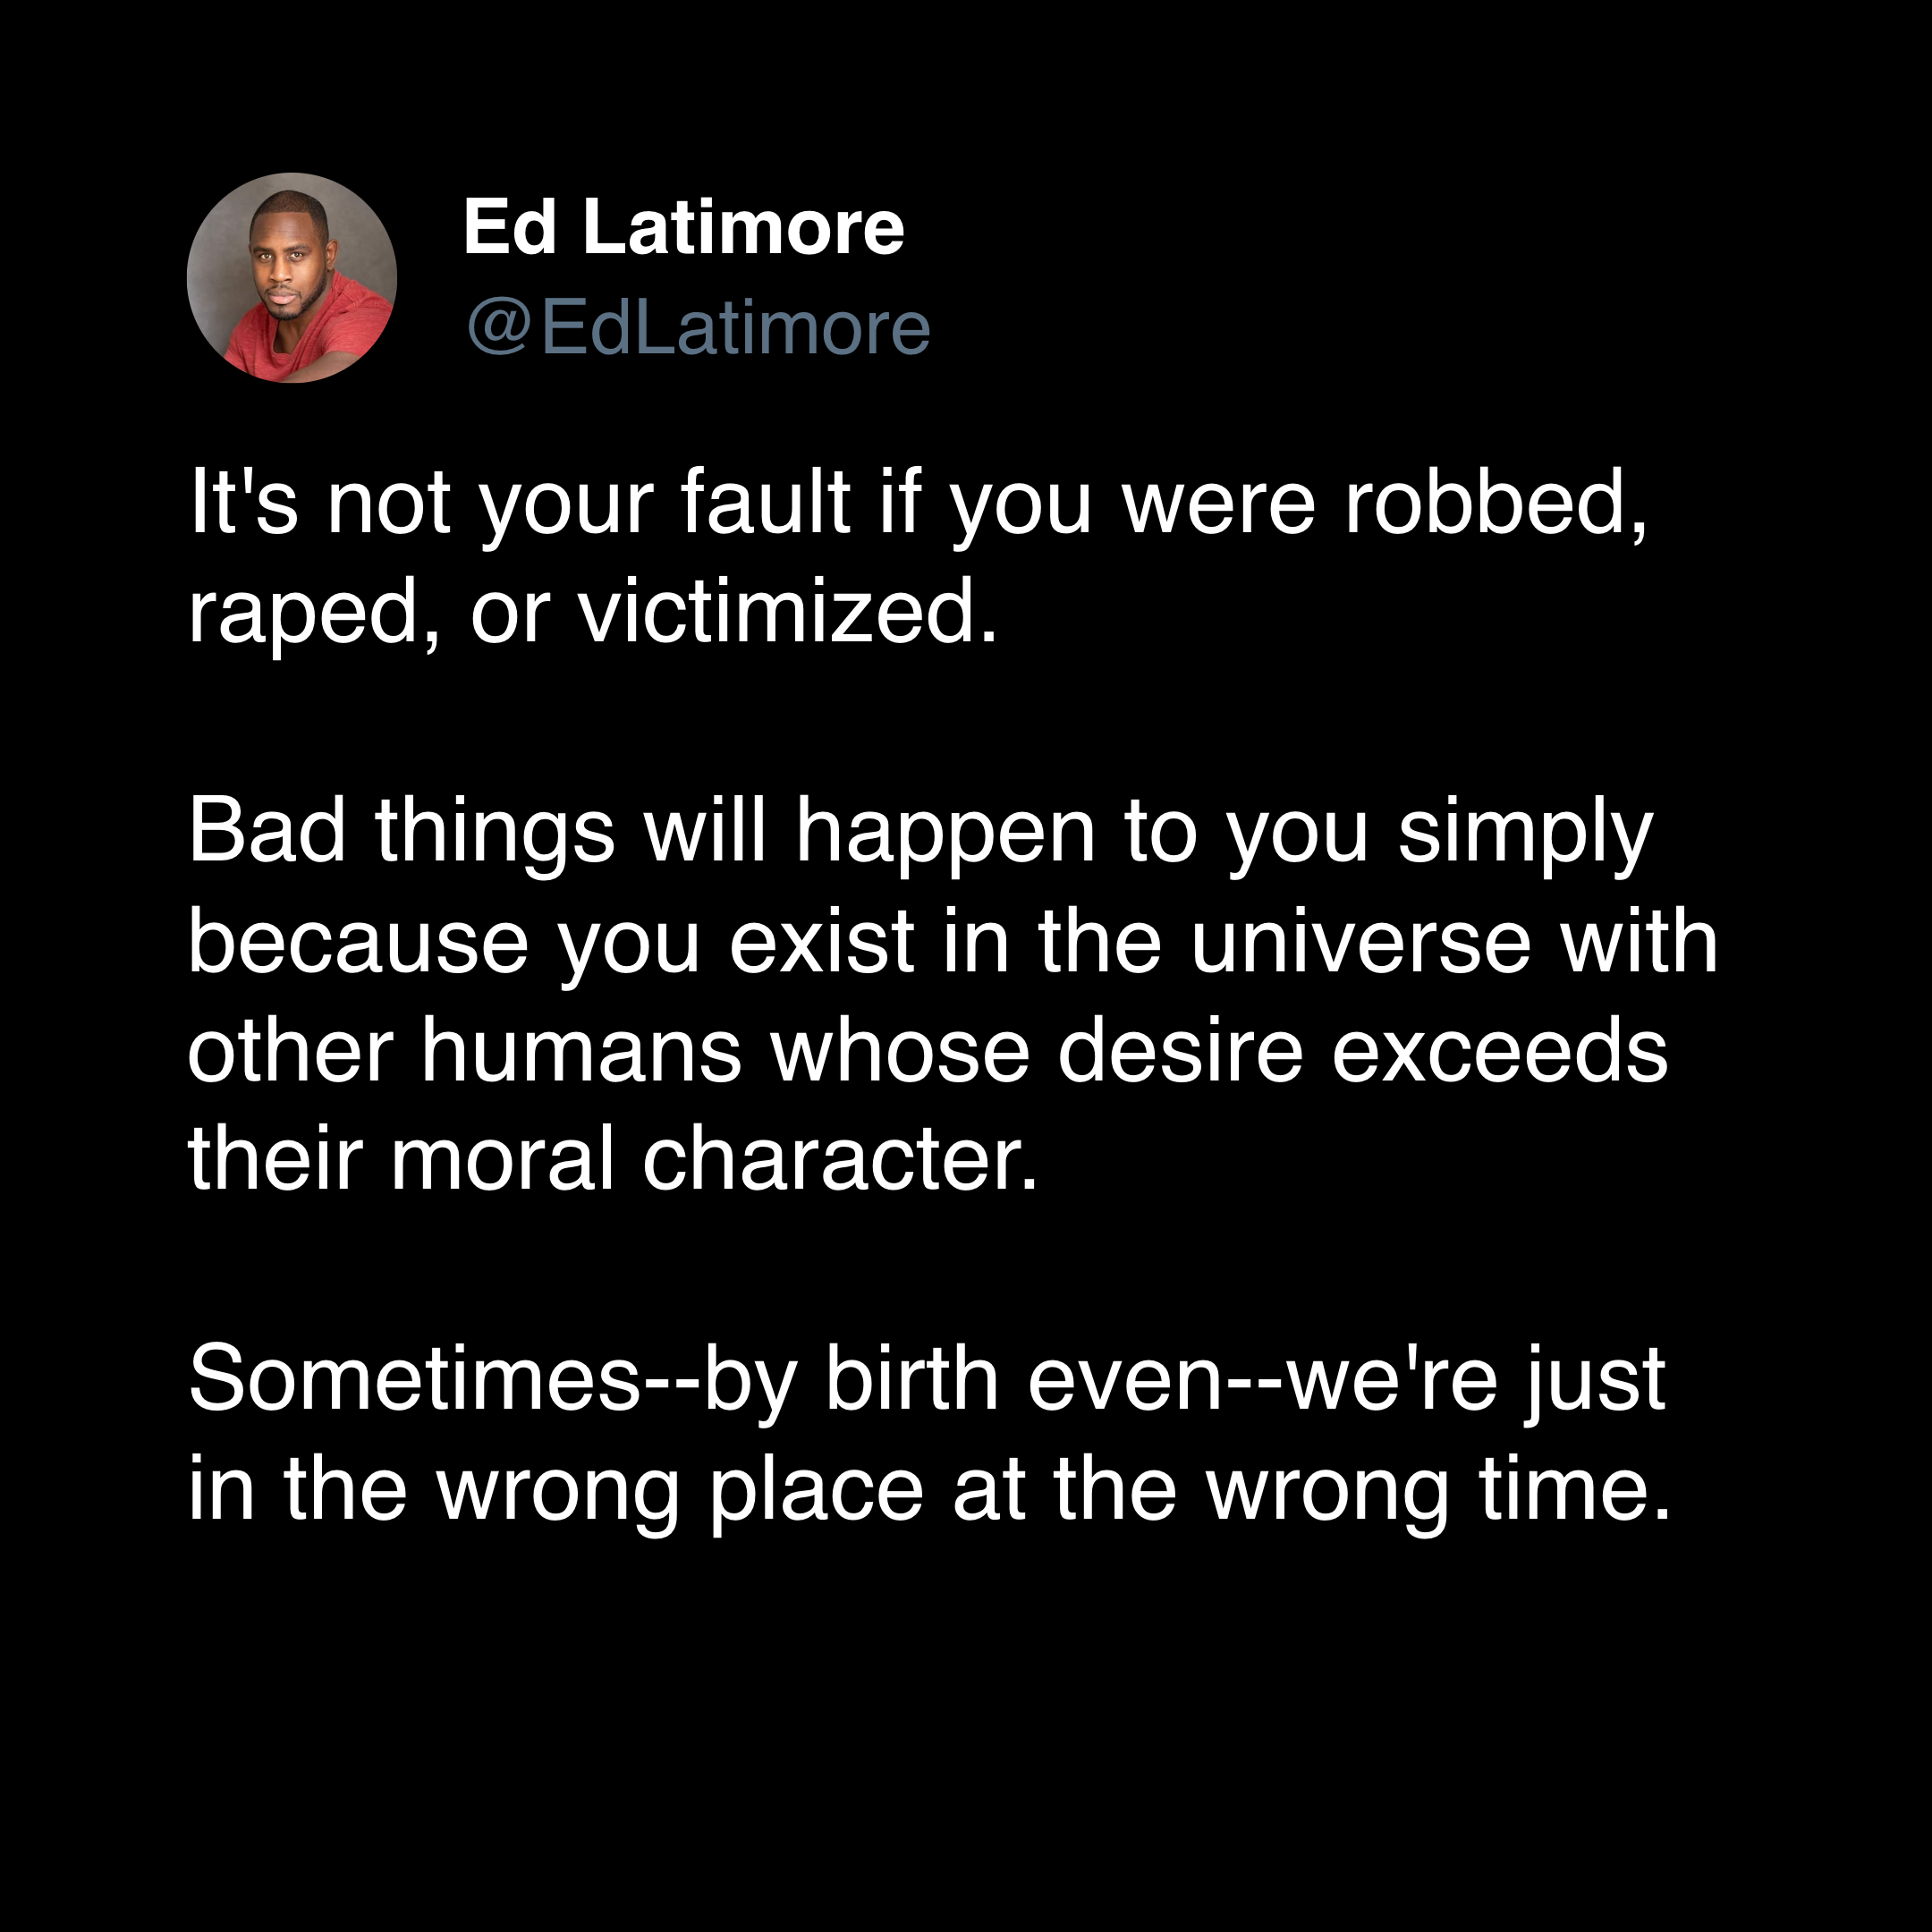 Ed Latimore
@EdLatimore
It's not your fault if you were robbed,
raped, or victimized.
Bad things will happen to you simply
because you exist in the universe with
other humans whose desire exceeds
their moral character.
Sometimes--by birth even--we're just
in the wrong place at the wrong time.